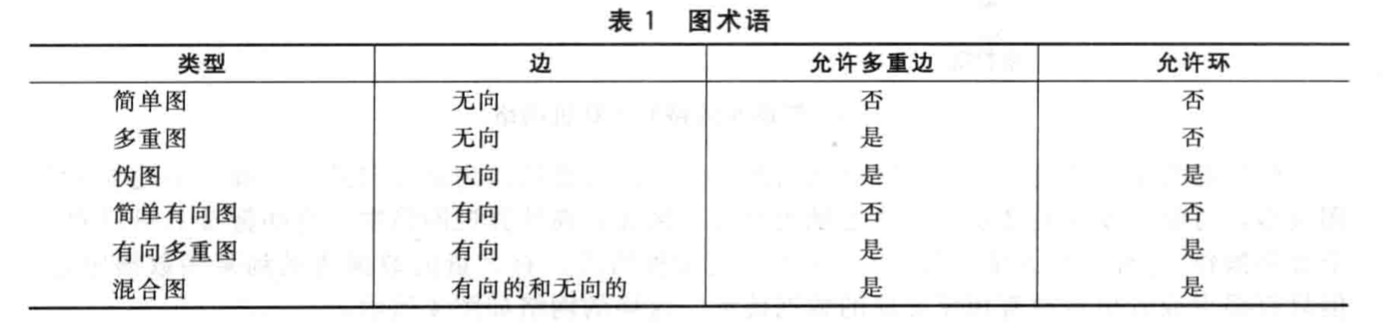 表 1 图术语
类型 边 允许多重边 允许环
简单图 无向 否 否
多重图 无向 是 否
伪图 无向 是 是
简单有向图 有向 否 否
有向多重图 有向 是 是
混合图 有向的和无向的 是 是